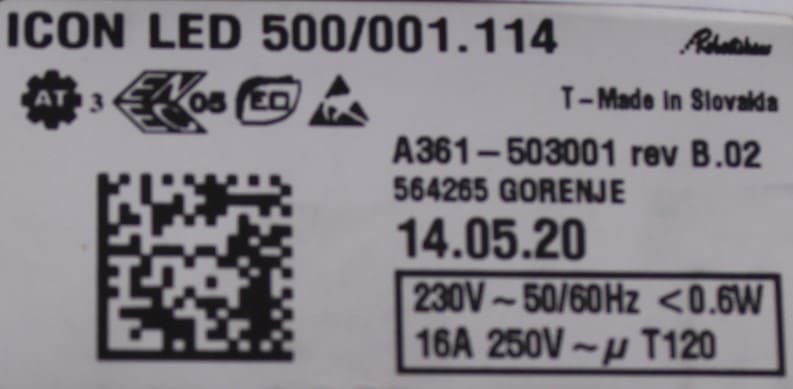 ICON LED 500/001.114
Robertshaw
AT 3 05 EC
T-Made in Slovakia
A361-503001 rev B.02
564265 GORENJE
14.05.20
230V ~ 50/60Hz <0.6W
16A 250V ~ µ T120